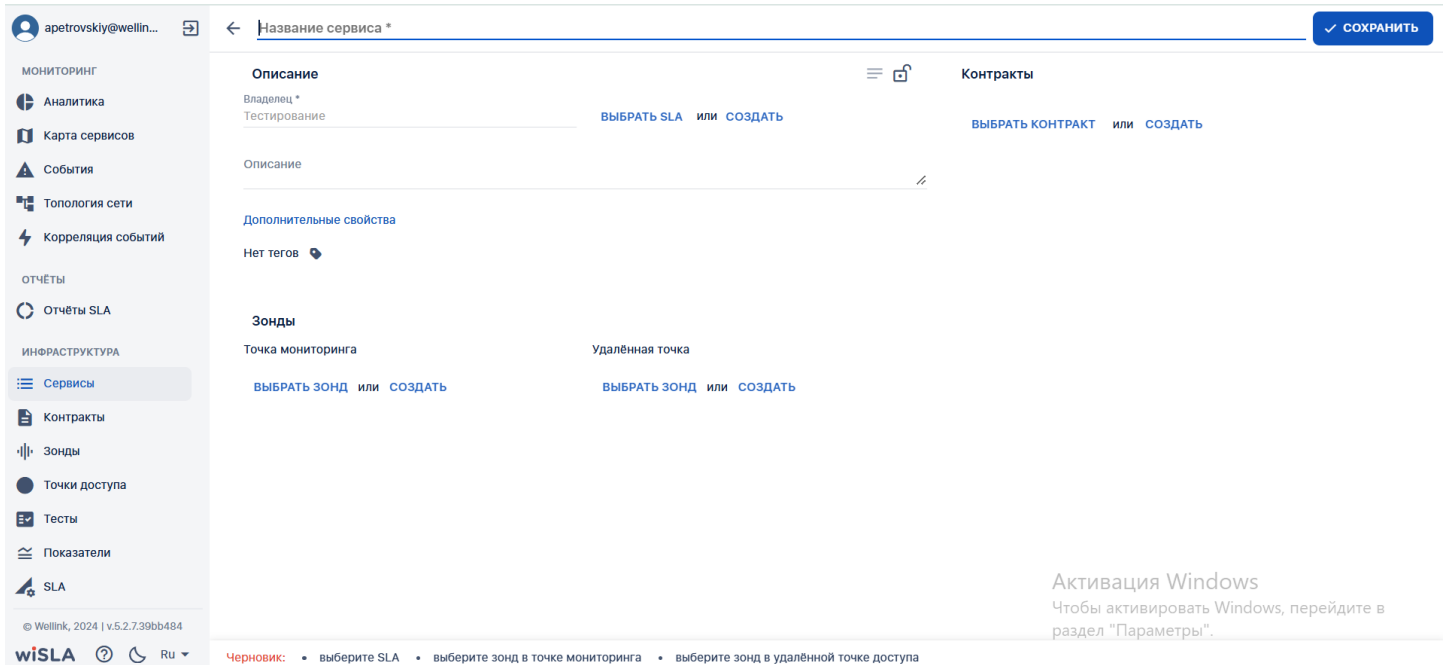 apetrovskiy@wellin...
МОНИТОРИНГ
Аналитика
Карта сервисов
События
Топология сети
Корреляция событий
ОТЧЁТЫ
Отчёты SLA
ИНФРАСТРУКТУРА
Сервисы
Контракты
Зонды
Точки доступа
Тесты
Показатели
SLA
© Wellink, 2024 | v.5.2.7.39bb484
wiSLA ? Ru
Название сервиса *
СОХРАНИТЬ
Описание
Владелец *
Тестирование
ВЫБРАТЬ SLA или СОЗДАТЬ
Описание
Дополнительные свойства
Нет тегов
Зонды
Точка мониторинга
ВЫБРАТЬ ЗОНД или СОЗДАТЬ
Удалённая точка
ВЫБРАТЬ ЗОНД или СОЗДАТЬ
Контракты
ВЫБРАТЬ КОНТРАКТ или СОЗДАТЬ
Активация Windows
Чтобы активировать Windows, перейдите в
раздел "Параметры".
Черновик: • выберите SLA • выберите зонд в точке мониторинга • выберите зонд в удалённой точке доступа